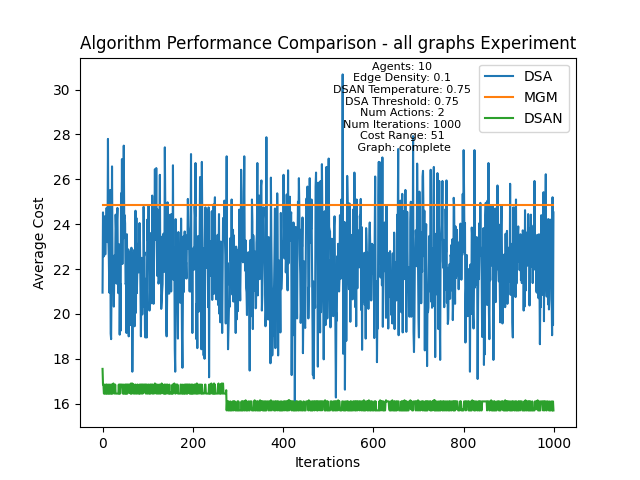 Algorithm Performance Comparison - all graphs Experiment
Agents: 10
Edge Density: 0.1
DSAN Temperature: 0.75
DSA Threshold: 0.75
Num Actions: 2
Num Iterations: 1000
Cost Range: 51
Graph: complete
DSA
MGM
DSAN
Average Cost
30
28
26
24
22
20
18
16
0
200
400
600
800
1000
Iterations